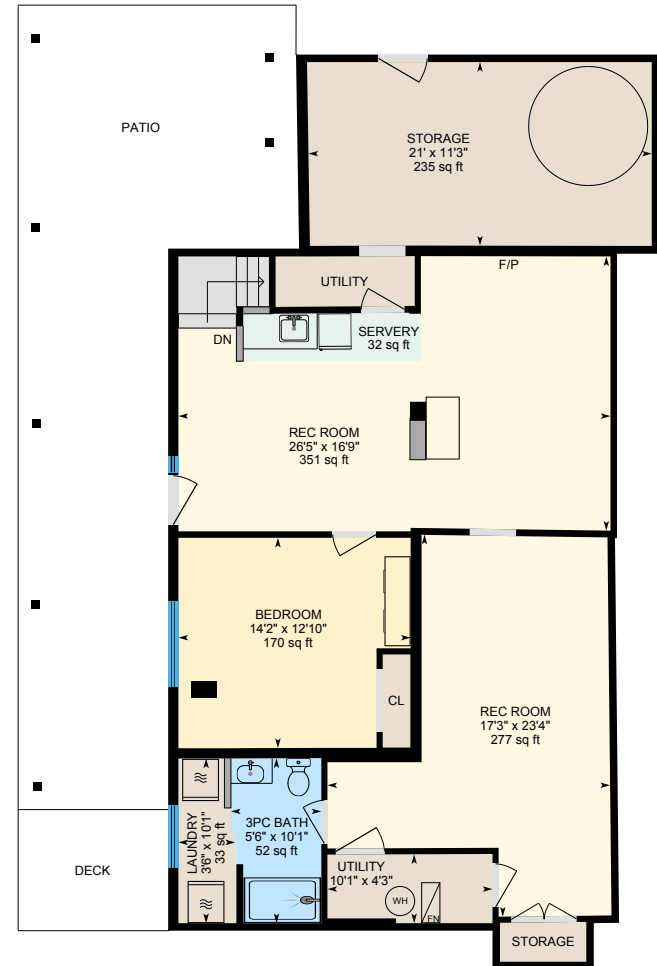 PATIO
STORAGE
21' x 11'3"
235 sq ft
F/P
UTILITY
SERVERY
32 sq ft
DN
REC ROOM
26'5" x 16'9"
351 sq ft
BEDROOM
14'2" x 12'10"
170 sq ft
CL
REC ROOM
17'3" x 23'4"
277 sq ft
LAUNDRY
3'6" x 10'1"
33 sq ft
3PC BATH
5'6" x 10'1"
52 sq ft
DECK
UTILITY
10'1" x 4'3"
WH
FN
STORAGE